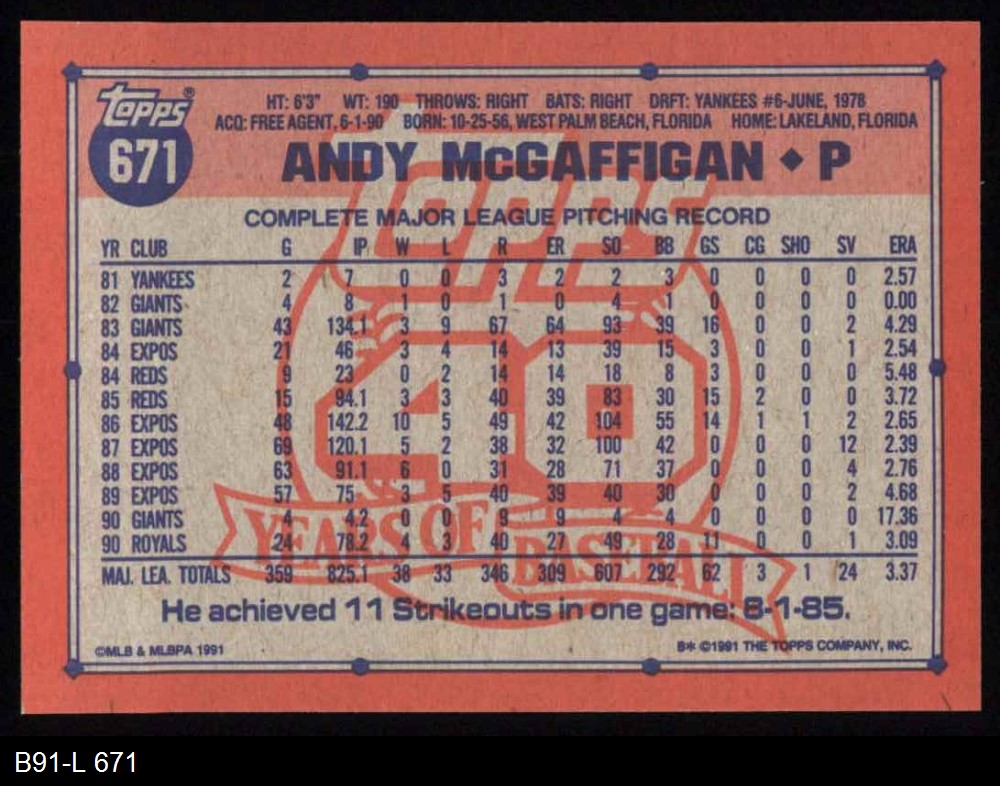 Topps®
671
HT: 6'3" WT: 190 THROWS: RIGHT BATS: RIGHT DRFT: YANKEES #6-JUNE, 1978
ACQ: FREE AGENT, 6-1-90 BORN: 10-25-56, WEST PALM BEACH, FLORIDA HOME: LAKELAND, FLORIDA
ANDY McGAFFIGAN ◆ P
COMPLETE MAJOR LEAGUE PITCHING RECORD
YR CLUB G IP W L R ER SO BB GS CG SHO SV ERA
81 YANKEES 2 7 0 0 3 2 2 3 0 0 0 0 2.57
82 GIANTS 4 8 1 0 1 0 4 1 0 0 0 0 0.00
83 GIANTS 43 134.1 3 9 67 64 93 39 16 0 0 2 4.29
84 EXPOS 21 46 3 4 14 13 39 15 3 0 0 1 2.54
84 REDS 9 23 0 2 14 14 18 8 3 0 0 0 5.48
85 REDS 15 94.1 3 3 40 39 83 30 15 2 0 0 3.72
86 EXPOS 48 142.2 10 5 49 42 104 55 14 1 1 2 2.65
87 EXPOS 69 120.1 5 2 38 32 100 42 0 0 0 12 2.39
88 EXPOS 63 91.1 6 0 31 28 71 37 0 0 0 4 2.76
89 EXPOS 57 75 3 5 40 39 40 30 0 0 0 2 4.68
90 GIANTS 4 4.2 0 0 9 9 4 4 0 0 0 0 17.36
90 ROYALS 24 78.2 4 3 40 27 49 28 11 0 0 1 3.09
MAJ. LEA. TOTALS 359 825.1 38 33 346 309 607 292 62 3 1 24 3.37
He achieved 11 Strikeouts in one game: 8-1-85.
©MLB & MLBPA 1991 B* ©1991 THE TOPPS COMPANY, INC.
Topps
40
YEARS OF
BASEBALL
B91-L 671